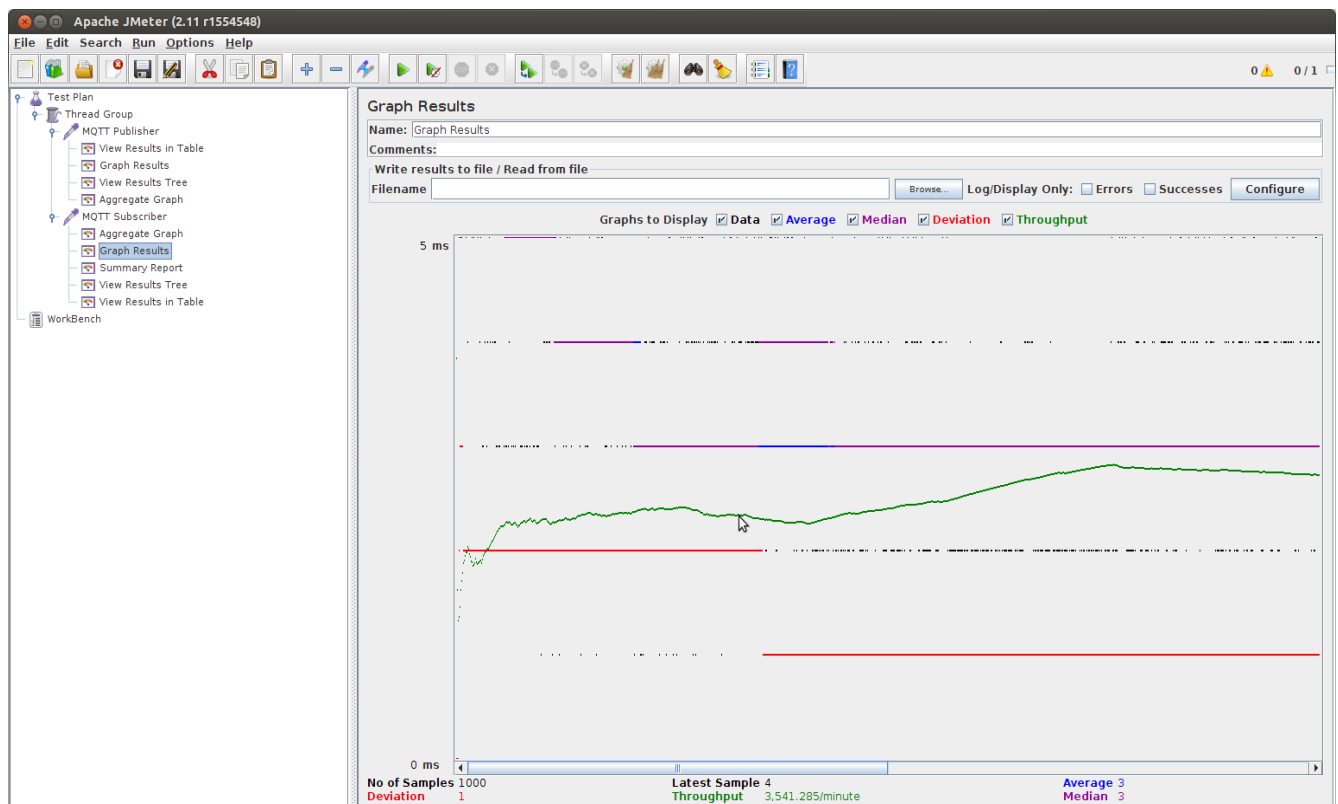 Apache JMeter (2.11 r1554548)
File Edit Search Run Options Help
0 0/1
Test Plan
Thread Group
MQTT Publisher
View Results in Table
Graph Results
View Results Tree
Aggregate Graph
MQTT Subscriber
Aggregate Graph
Graph Results
Summary Report
View Results Tree
View Results in Table
WorkBench
Graph Results
Name: Graph Results
Comments:
Write results to file / Read from file
Filename Browse... Log/Display Only: Errors Successes Configure
Graphs to Display Data Average Median Deviation Throughput
5 ms
0 ms
No of Samples 1000 Latest Sample 4 Average 3
Deviation 1 Throughput 3,541.285/minute Median 3